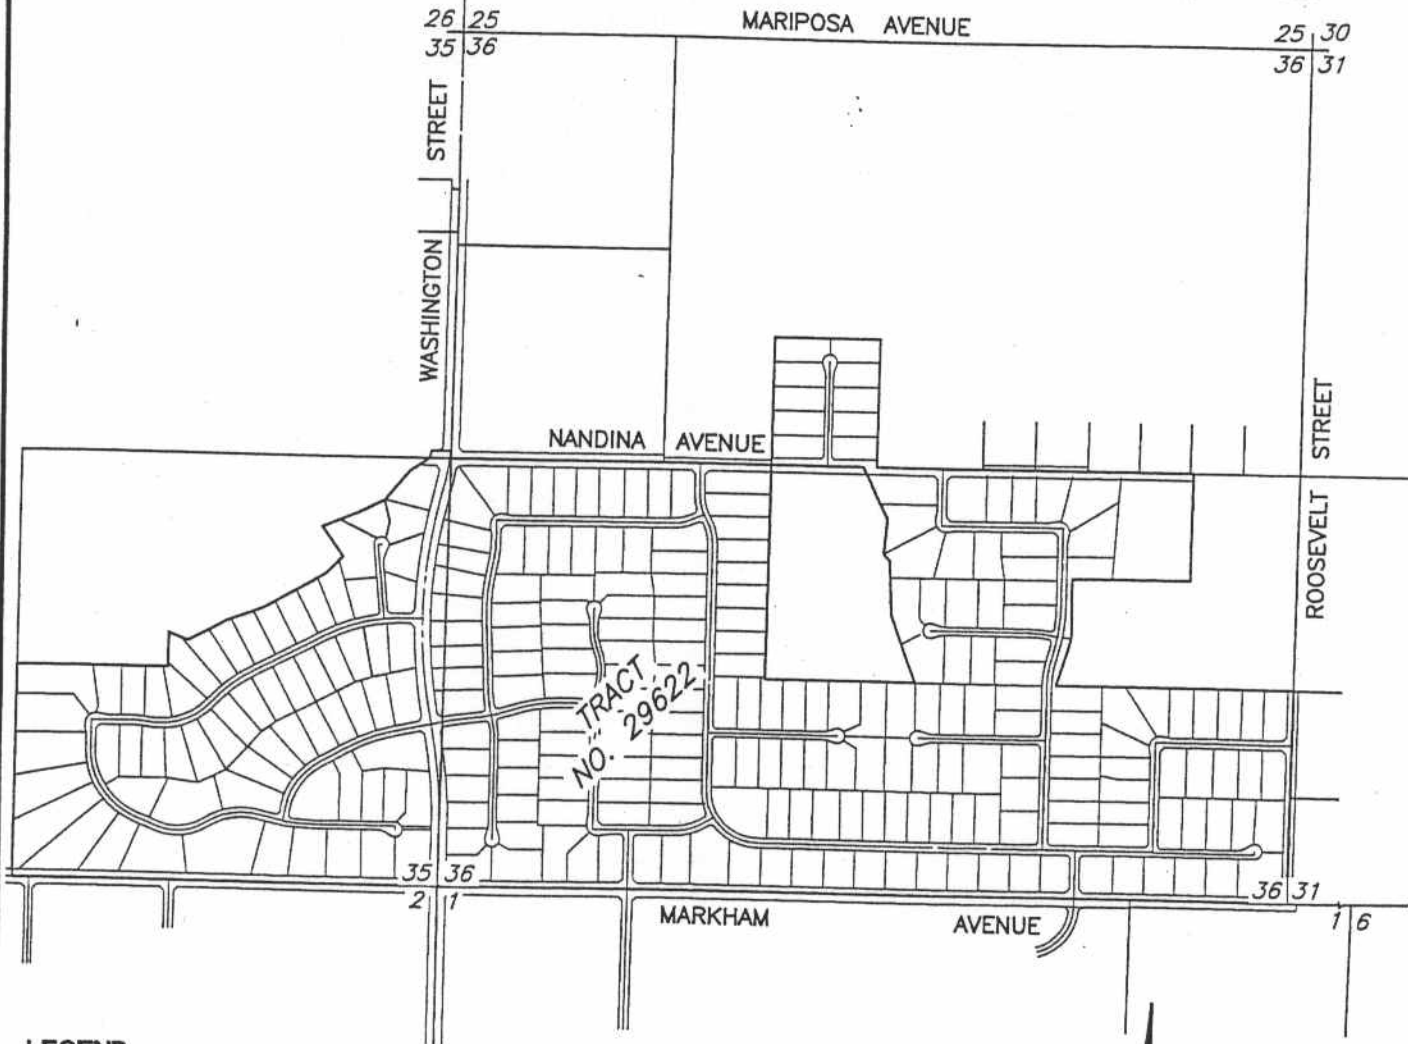 26 25
MARIPOSA AVENUE
25 30
35 36
36 31
STREET
WASHINGTON
NANDINA AVENUE
STREET
ROOSEVELT
TRACT
NO. 29622
35 36
36 31
2 1
MARKHAM AVENUE
1 6